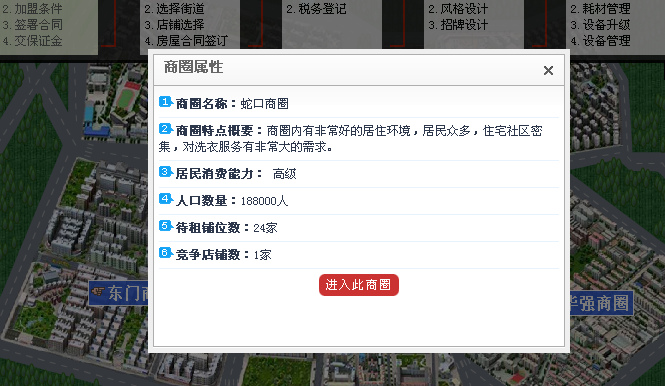 2. 加盟条件
3. 签署合同
4. 交保证金
2. 选择街道
3. 店铺选择
4. 房屋合同签订
2. 税务登记
2. 风格设计
3. 招牌设计
2. 耗材管理
3. 设备升级
4. 设备管理
商圈属性
1 商圈名称：蛇口商圈
2 商圈特点概要：商圈内有非常好的居住环境，居民众多，住宅社区密
集，对洗衣服务有非常大的需求。
3 居民消费能力： 高级
4 人口数量：188000人
5 待租铺位数：24家
6 竞争店铺数：1家
进入此商圈
东门商
华强商圈